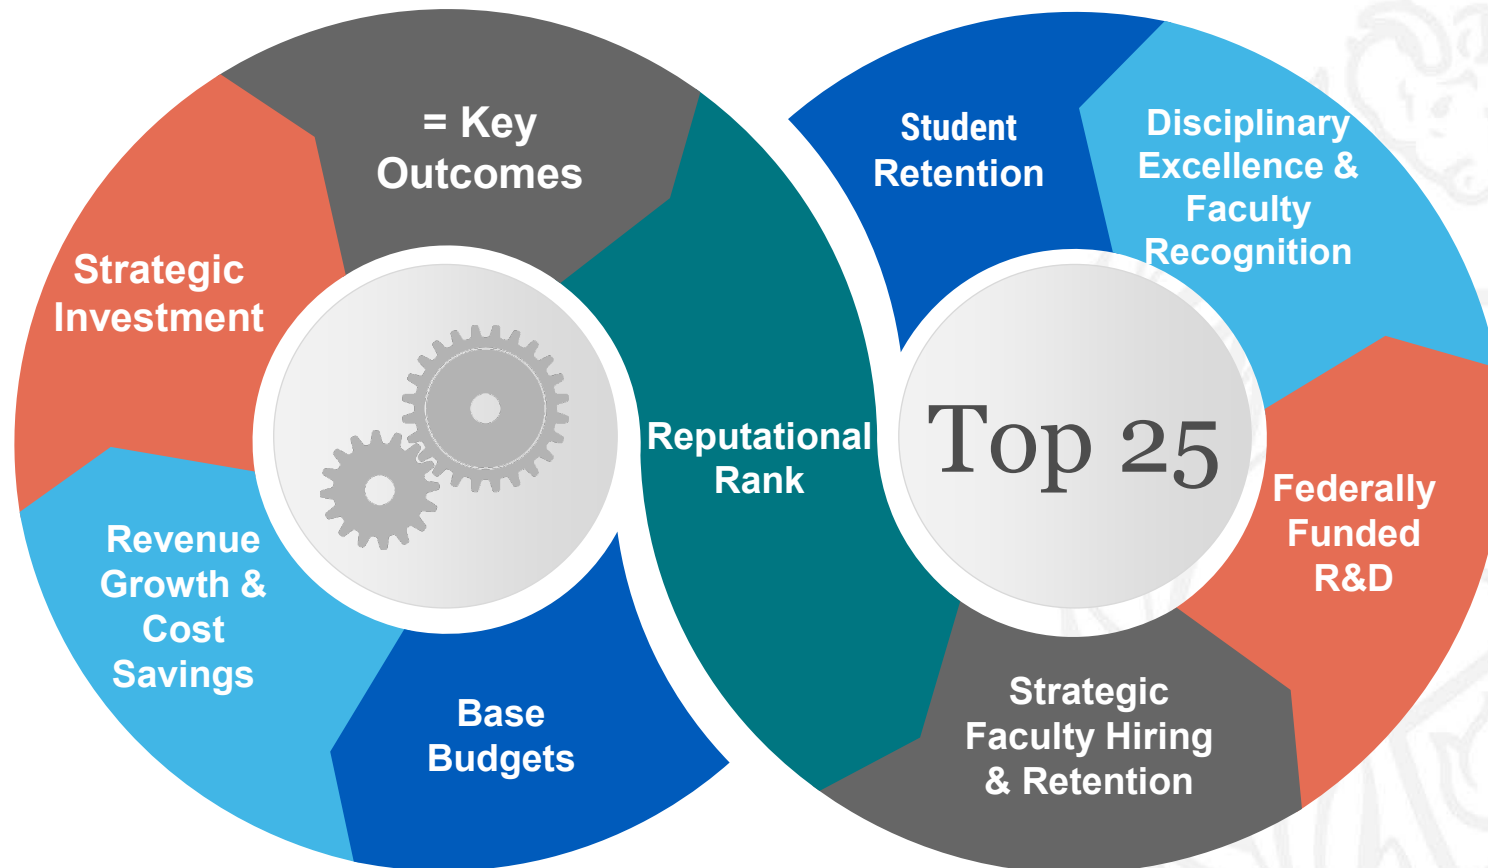 = Key
Outcomes
Strategic
Investment
Revenue
Growth &
Cost
Savings
Base
Budgets
Reputational
Rank
Student
Retention
Disciplinary
Excellence &
Faculty
Recognition
Federally
Funded
R&D
Strategic
Faculty Hiring
& Retention
Top 25